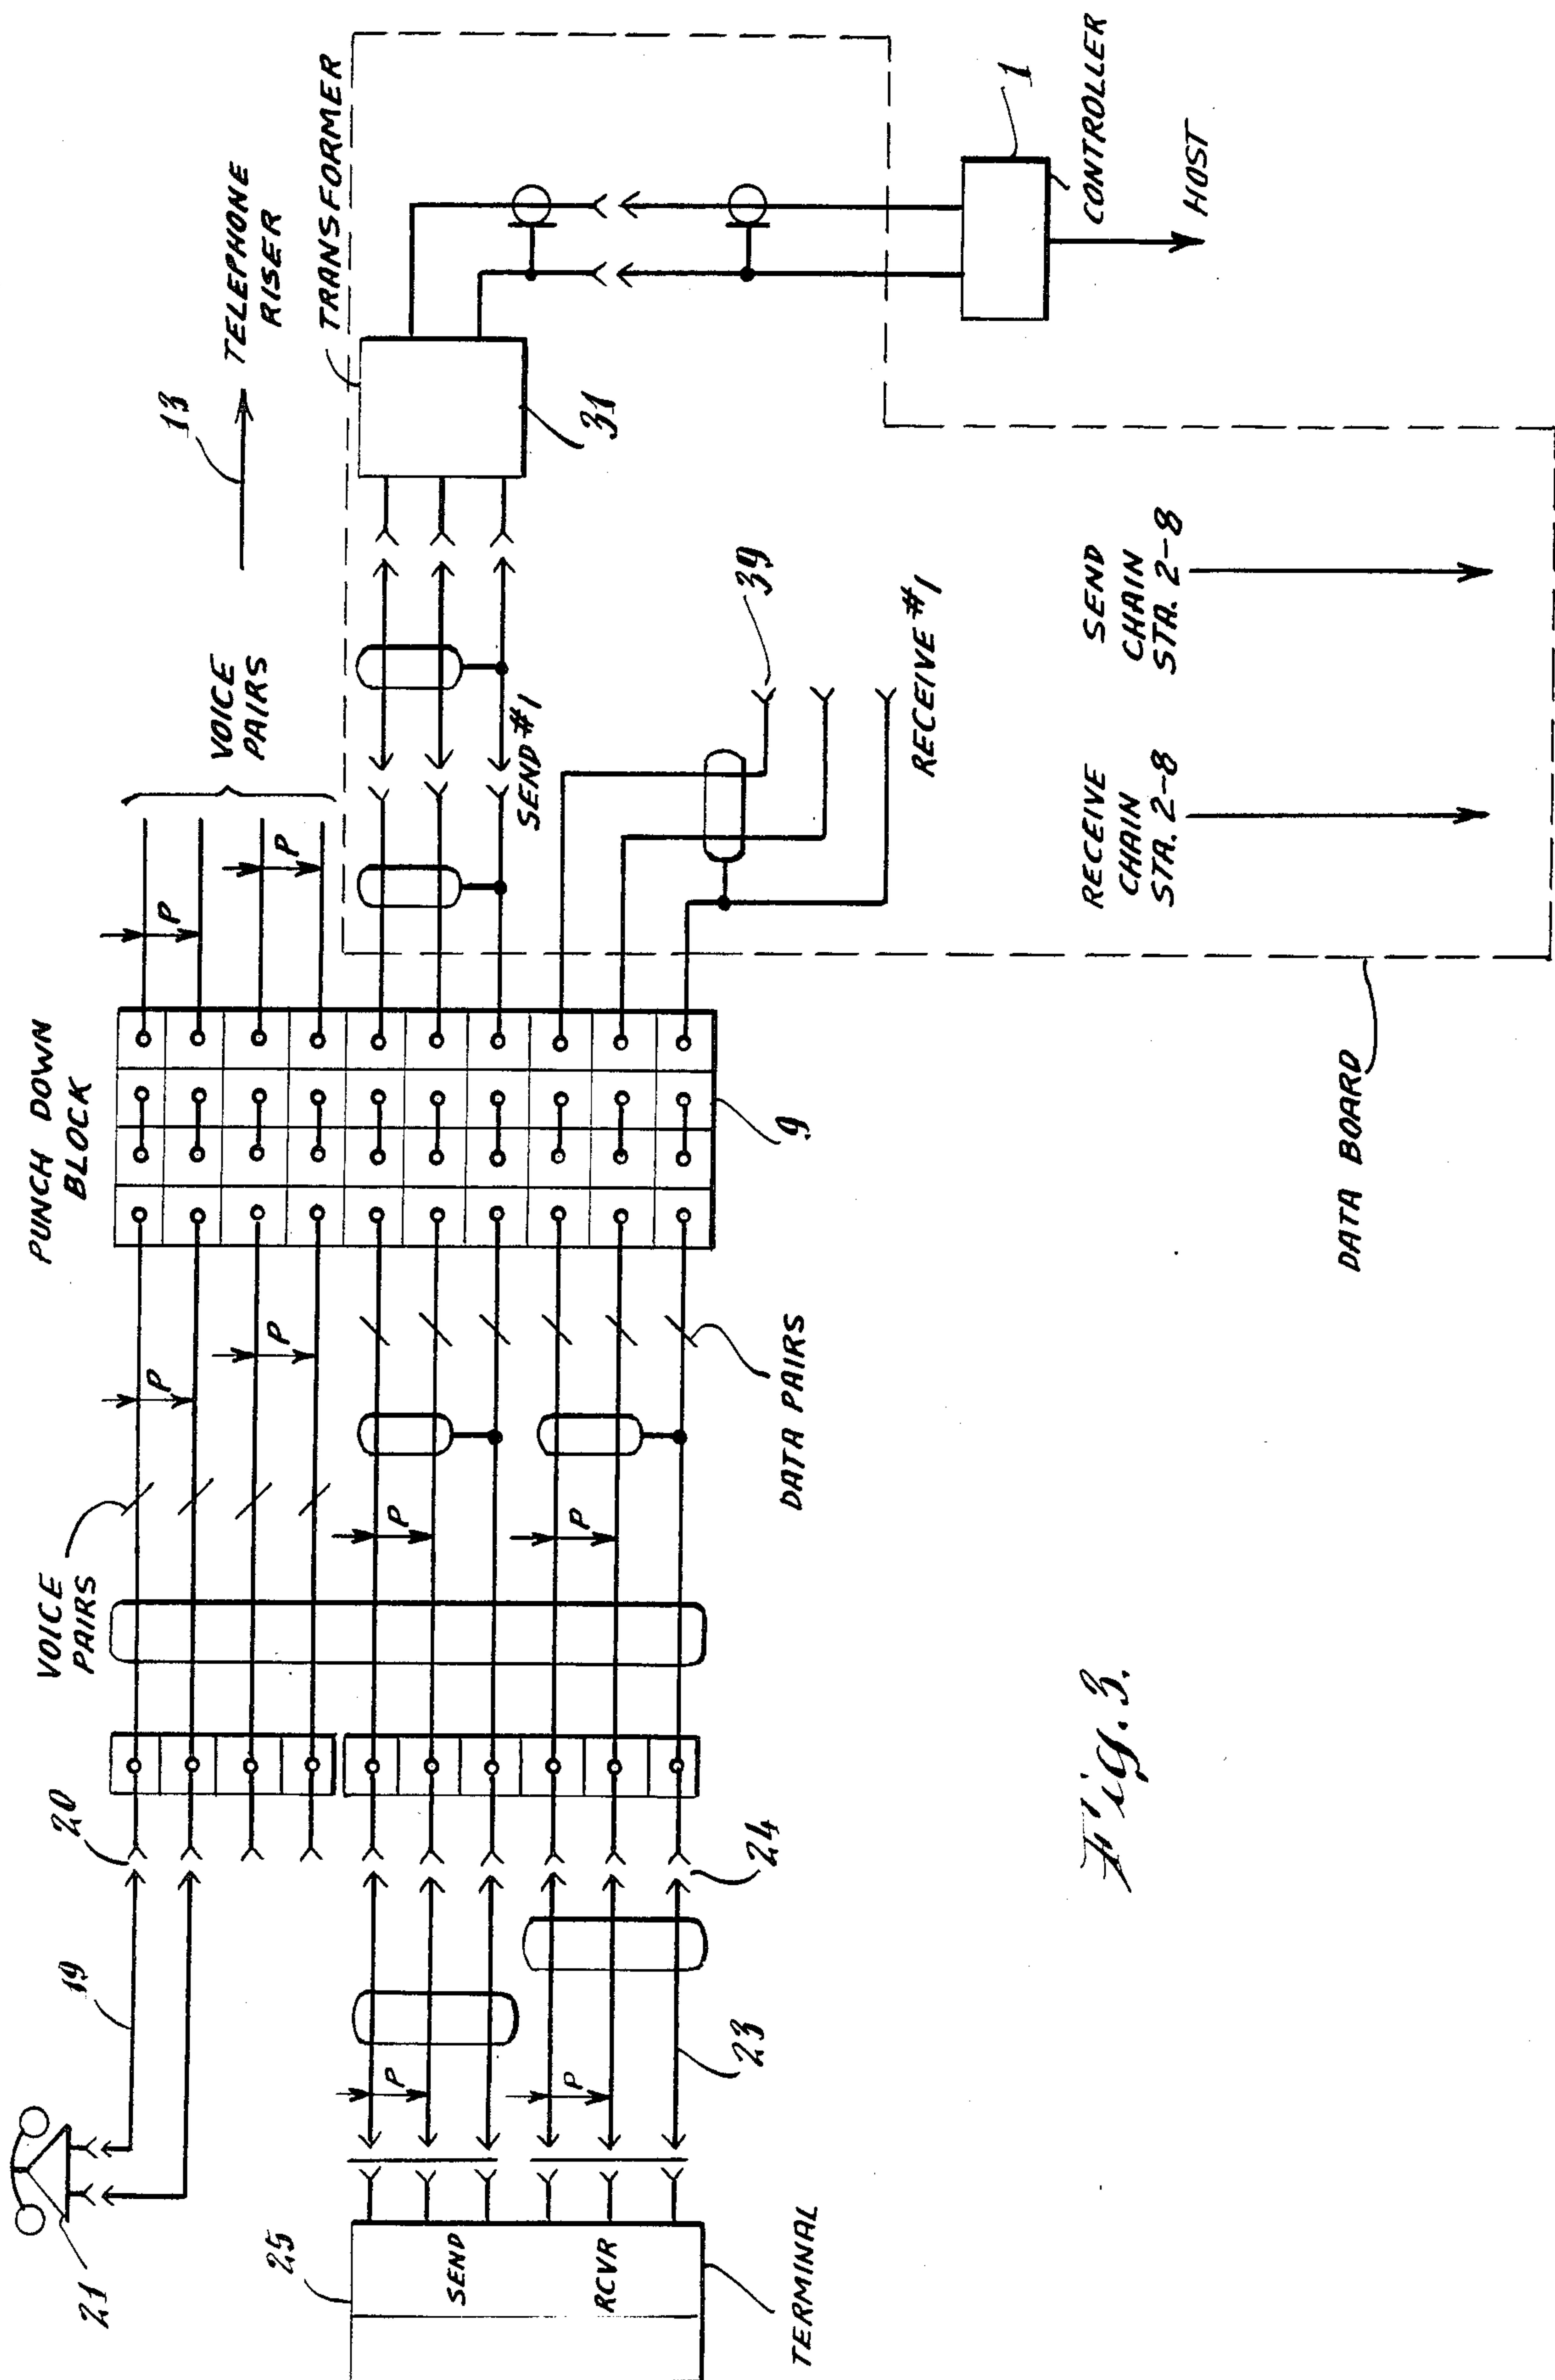 21
19
20
VOICE
PAIRS
P
P
PUNCH DOWN
BLOCK
P
P
VOICE
PAIRS
13
TELEPHONE
RISER
TRANSFORMER
25
SEND
RCVR
TERMINAL
P
P
23
24
P
P
DATA PAIRS
9
SEND #1
31
39
RECEIVE #1
1
CONTROLLER
HOST
RECEIVE
CHAIN
STA. 2-8
SEND
CHAIN
STA. 2-8
DATA BOARD
Fig. 3.